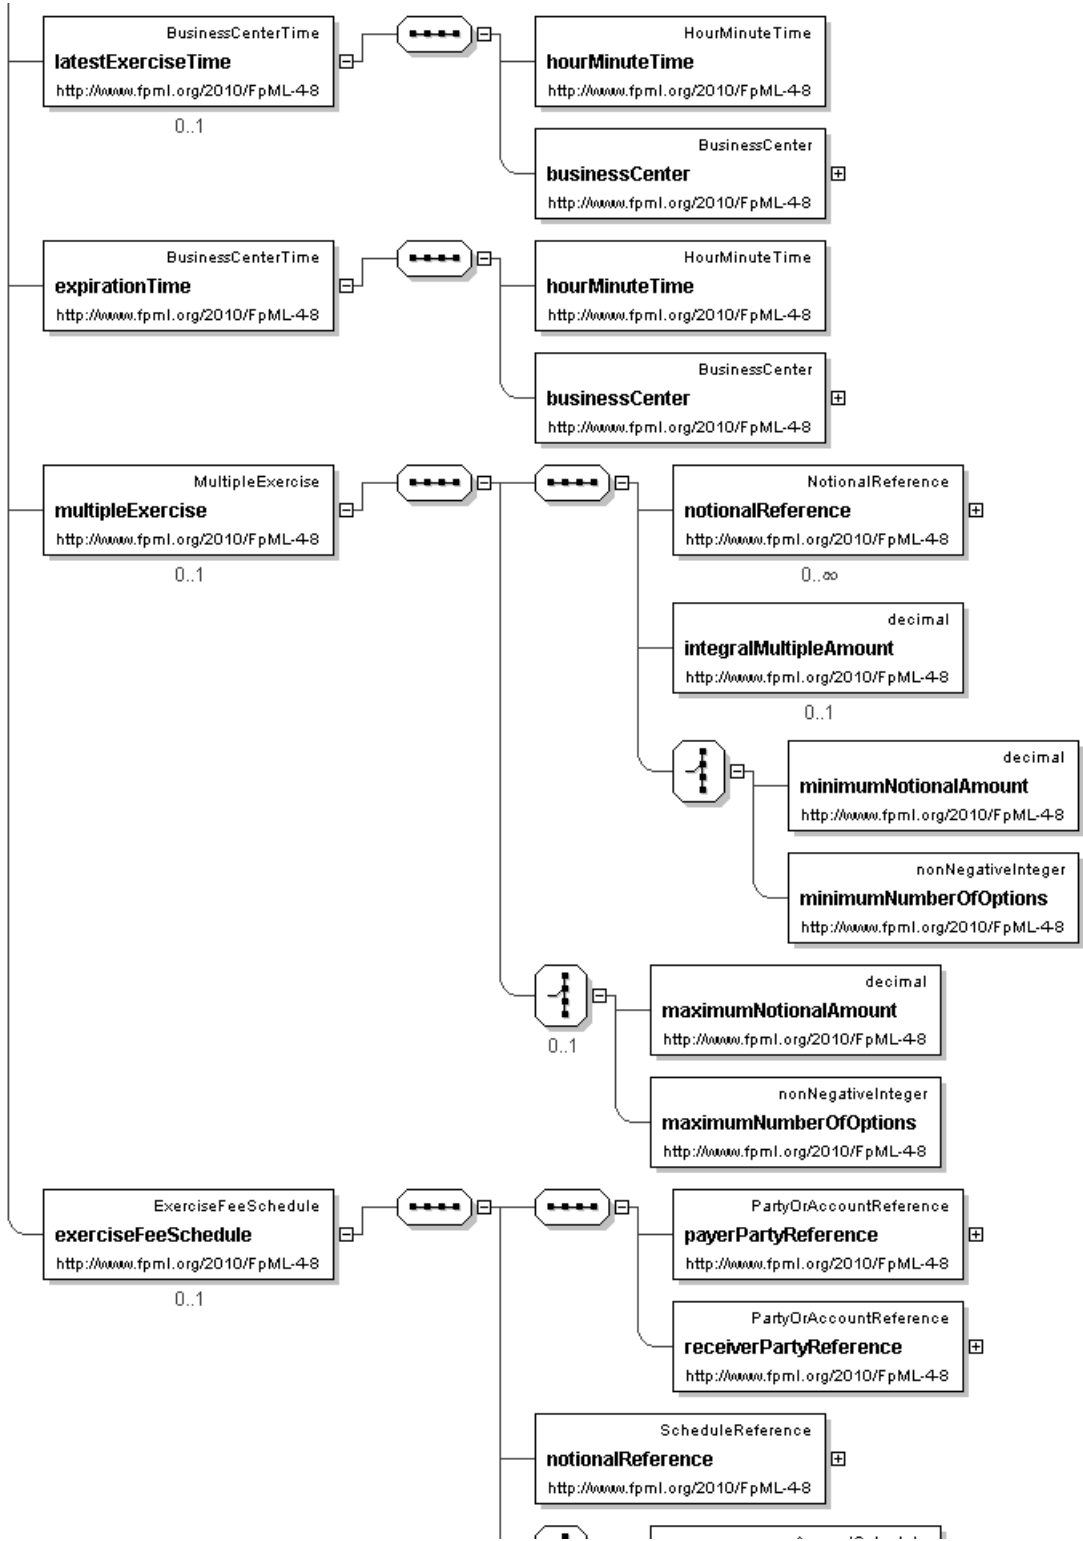 BusinessCenterTime
latestExerciseTime
http://www.fpml.org/2010/FpML-4-8
0..1
HourMinuteTime
hourMinuteTime
http://www.fpml.org/2010/FpML-4-8
BusinessCenter
businessCenter
http://www.fpml.org/2010/FpML-4-8
BusinessCenterTime
expirationTime
http://www.fpml.org/2010/FpML-4-8
HourMinuteTime
hourMinuteTime
http://www.fpml.org/2010/FpML-4-8
BusinessCenter
businessCenter
http://www.fpml.org/2010/FpML-4-8
MultipleExercise
multipleExercise
http://www.fpml.org/2010/FpML-4-8
0..1
NotionalReference
notionalReference
http://www.fpml.org/2010/FpML-4-8
0..∞
decimal
integralMultipleAmount
http://www.fpml.org/2010/FpML-4-8
0..1
decimal
minimumNotionalAmount
http://www.fpml.org/2010/FpML-4-8
nonNegativeInteger
minimumNumberOfOptions
http://www.fpml.org/2010/FpML-4-8
0..1
decimal
maximumNotionalAmount
http://www.fpml.org/2010/FpML-4-8
nonNegativeInteger
maximumNumberOfOptions
http://www.fpml.org/2010/FpML-4-8
ExerciseFeeSchedule
exerciseFeeSchedule
http://www.fpml.org/2010/FpML-4-8
0..1
PartyOrAccountReference
payerPartyReference
http://www.fpml.org/2010/FpML-4-8
PartyOrAccountReference
receiverPartyReference
http://www.fpml.org/2010/FpML-4-8
ScheduleReference
notionalReference
http://www.fpml.org/2010/FpML-4-8